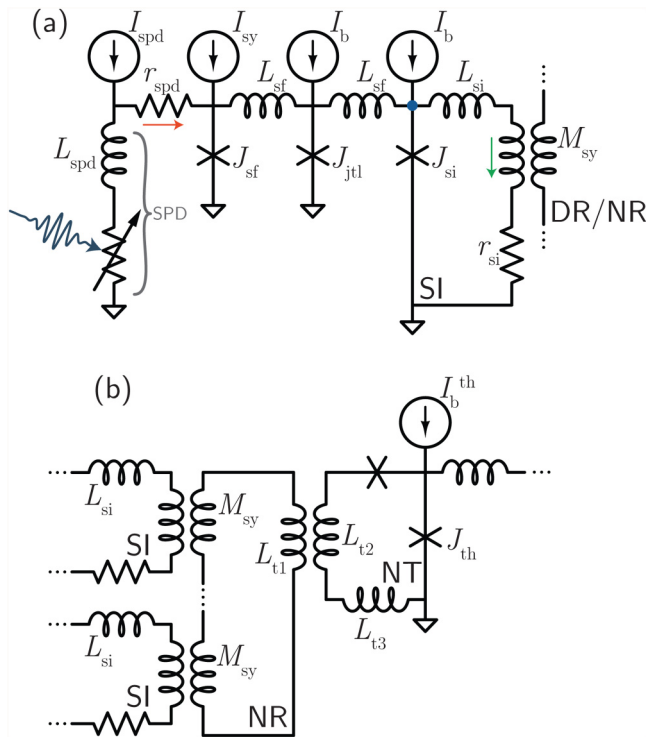 (a)
I_spd I_sy I_b I_b
r_spd L_sf L_sf L_si
L_spd J_sf J_jtl J_si M_sy
SPD DR/NR
r_si
SI
(b)
I_b^th
L_si M_sy
SI L_t1 L_t2 J_th
NT
L_t3
L_si M_sy
SI NR